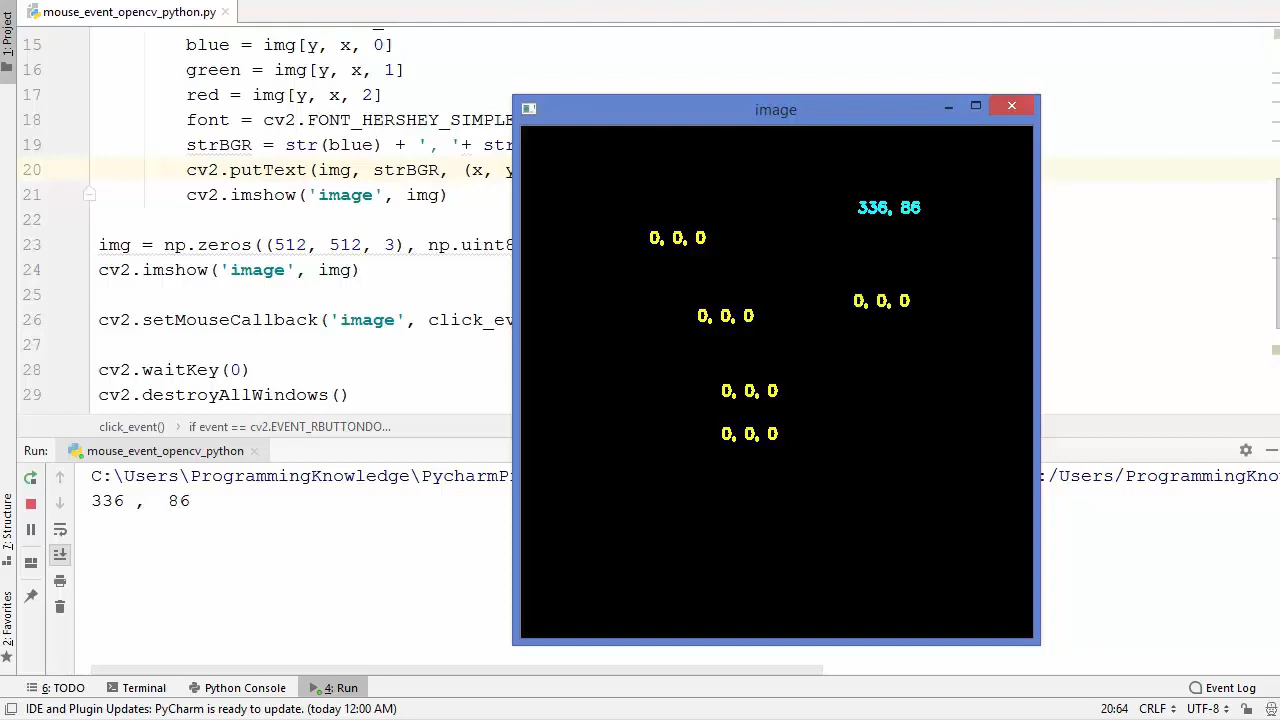 1: Project
mouse_event_opencv_python.py
15 blue = img[y, x, 0]
16 green = img[y, x, 1]
17 red = img[y, x, 2]
18 font = cv2.FONT_HERSHEY_SIMPLE
19 strBGR = str(blue) + ', '+ str
20 cv2.putText(img, strBGR, (x, y
21 cv2.imshow('image', img)
22
23 img = np.zeros((512, 512, 3), np.uint8
24 cv2.imshow('image', img)
25
26 cv2.setMouseCallback('image', click_ev
27
28 cv2.waitKey(0)
29 cv2.destroyAllWindows()
click_event() › if event == cv2.EVENT_RBUTTONDO...
image
336, 86
0, 0, 0
0, 0, 0
0, 0, 0
0, 0, 0
0, 0, 0
Run: mouse_event_opencv_python
C:\Users\ProgrammingKnowledge\PycharmP :/Users/ProgrammingKno
336 , 86
7: Structure
2: Favorites
6: TODO Terminal Python Console 4: Run Event Log
IDE and Plugin Updates: PyCharm is ready to update. (today 12:00 AM) 20:64 CRLF UTF-8